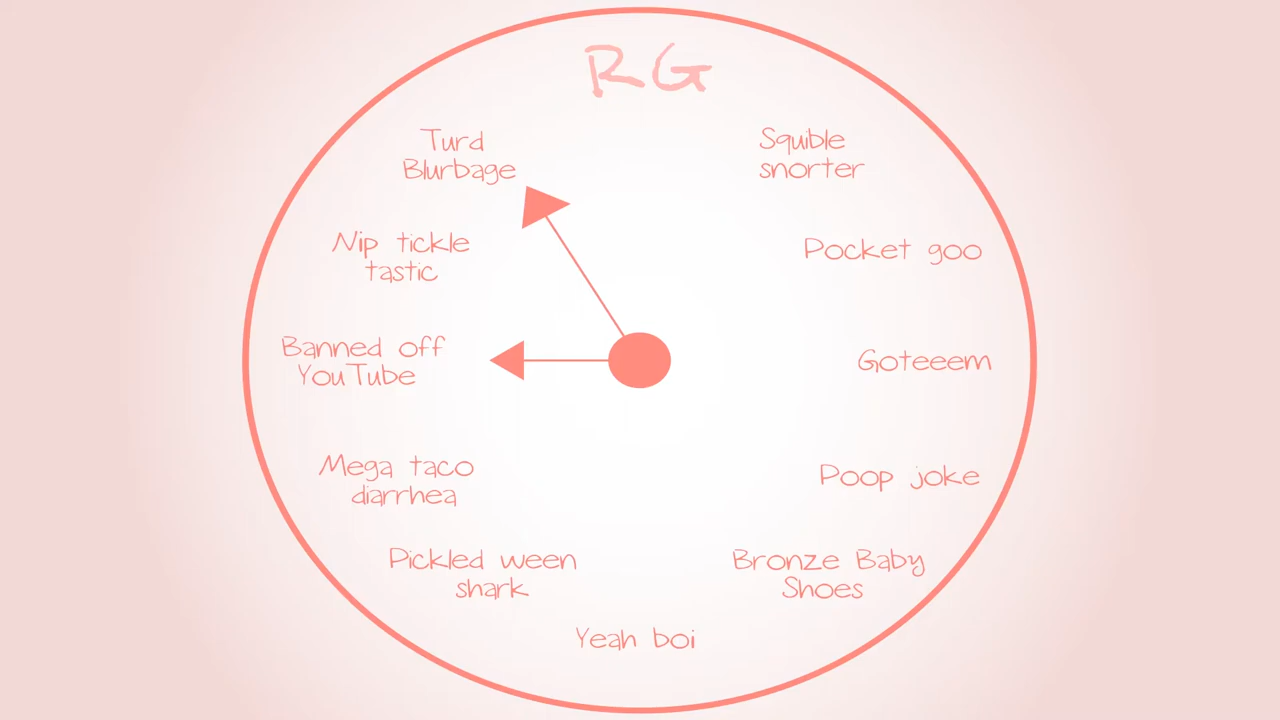 RG
Turd
Blurbage
Squible
snorter
Nip tickle
tastic
Pocket goo
Banned off
YouTube
Goteeem
Mega taco
diarrhea
Poop joke
Pickled ween
shark
Bronze Baby
Shoes
Yeah boi